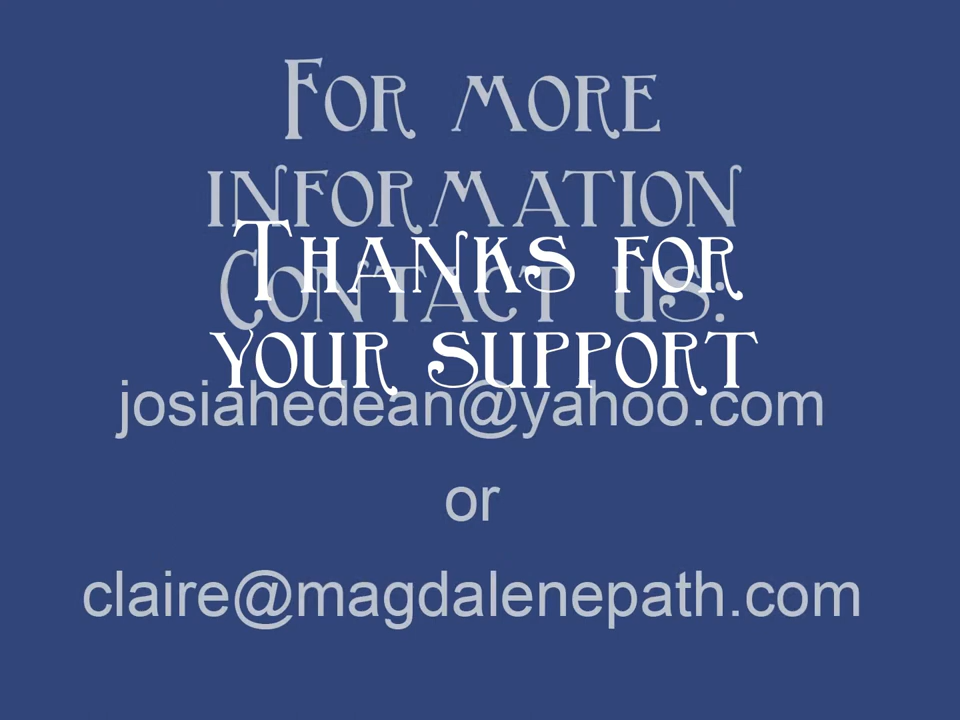 For more
information
Thanks for
Contact us:
your support
josiahedean@yahoo.com
or
claire@magdalenepath.com